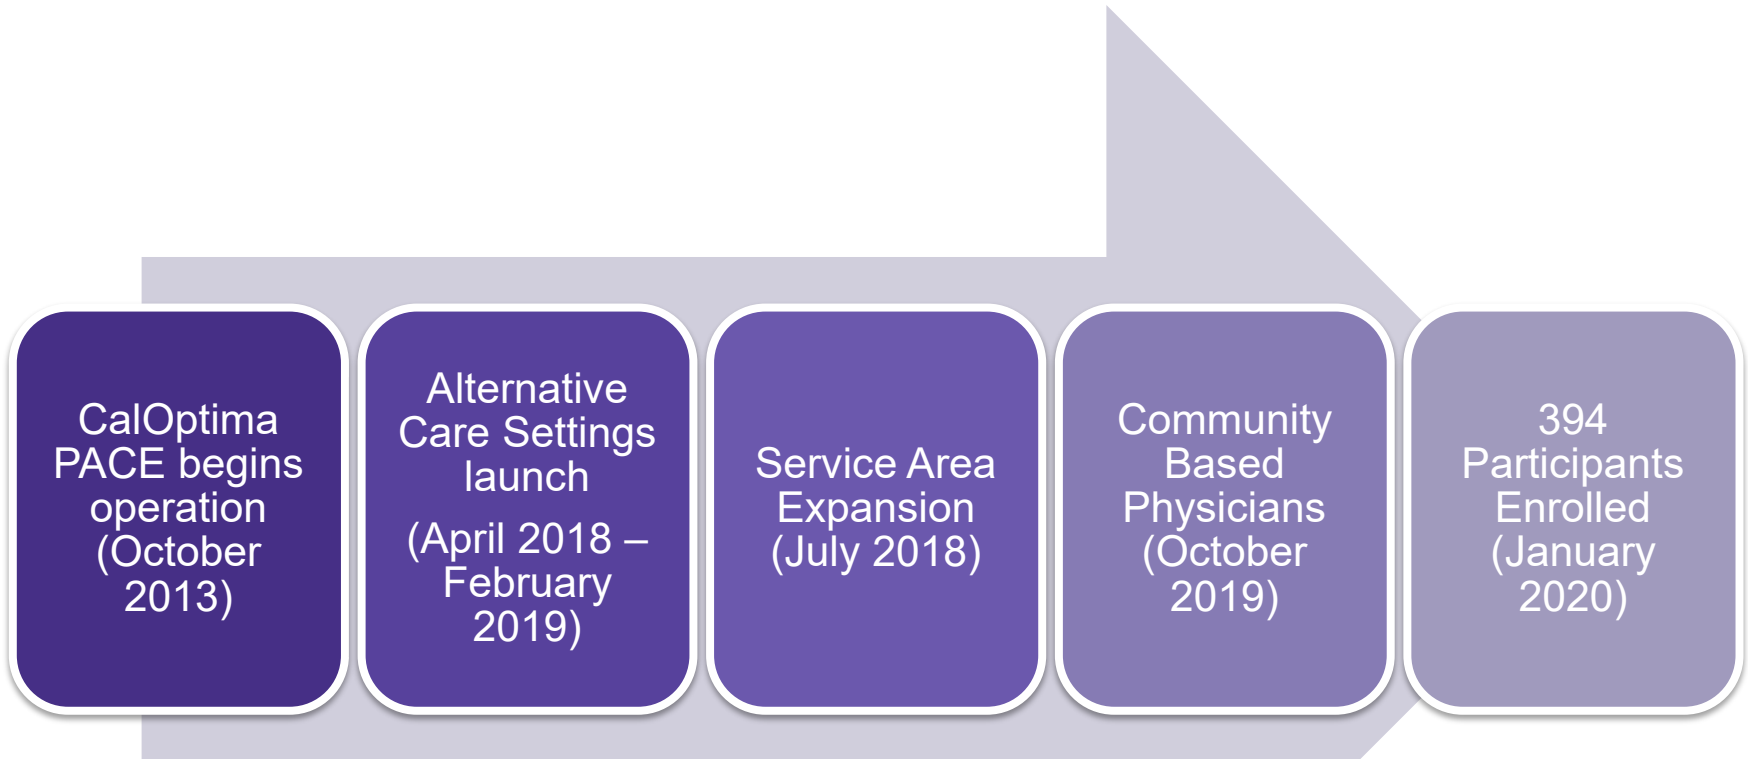 CalOptima
PACE begins
operation
(October
2013)
Alternative
Care Settings
launch
(April 2018 –
February
2019)
Service Area
Expansion
(July 2018)
Community
Based
Physicians
(October
2019)
394
Participants
Enrolled
(January
2020)